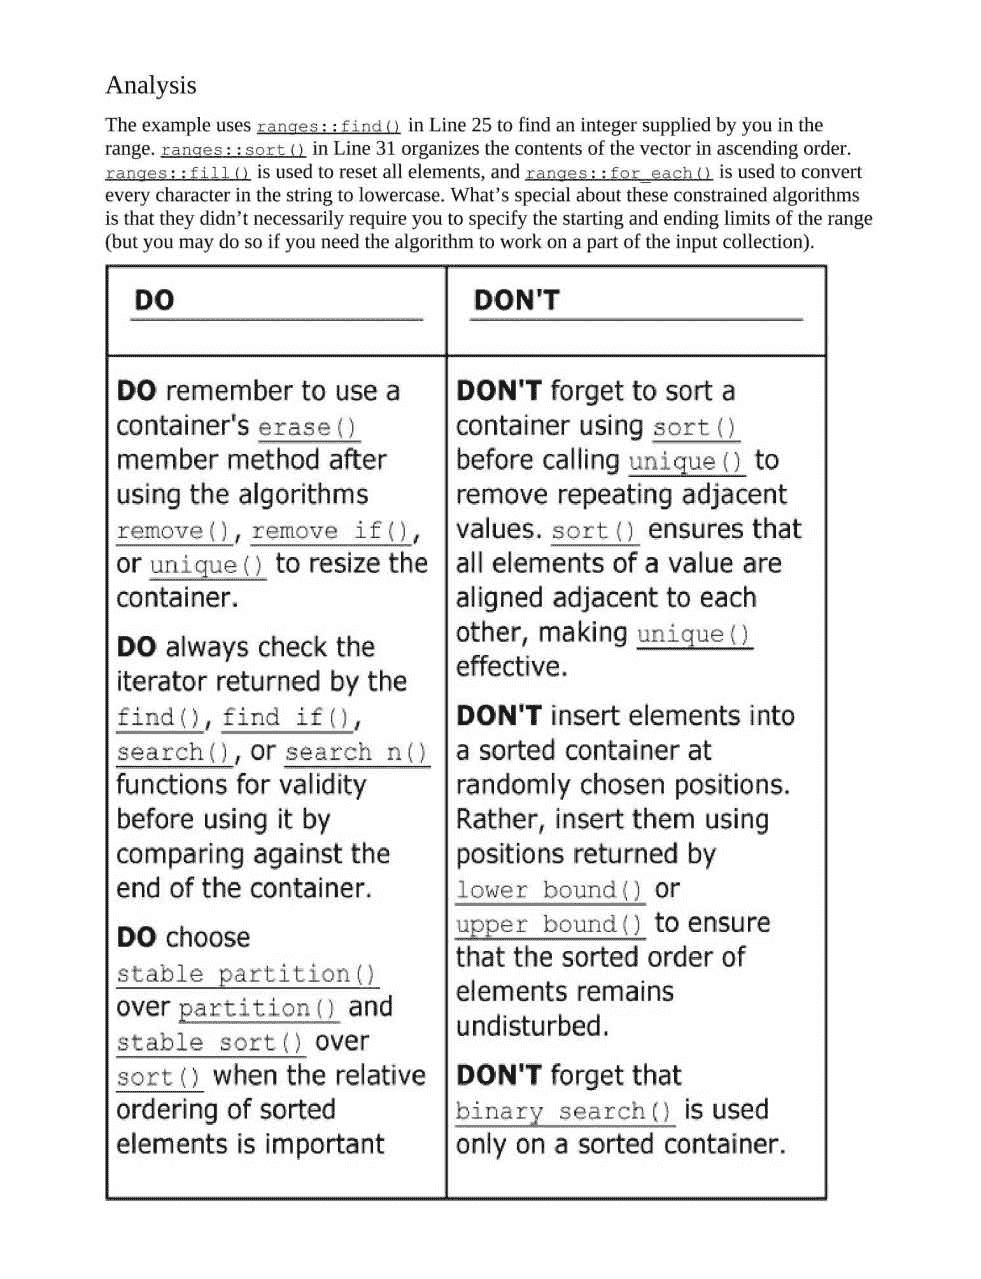 Analysis
The example uses ranges::find() in Line 25 to find an integer supplied by you in the
range. ranges::sort() in Line 31 organizes the contents of the vector in ascending order.
ranges::fill() is used to reset all elements, and ranges::for_each() is used to convert
every character in the string to lowercase. What’s special about these constrained algorithms
is that they didn’t necessarily require you to specify the starting and ending limits of the range
(but you may do so if you need the algorithm to work on a part of the input collection).
DO
DO remember to use a
container's erase()
member method after
using the algorithms
remove(), remove_if(),
or unique() to resize the
container.
DO always check the
iterator returned by the
find(), find_if(),
search(), or search_n()
functions for validity
before using it by
comparing against the
end of the container.
DO choose
stable_partition()
over partition() and
stable_sort() over
sort() when the relative
ordering of sorted
elements is important
DON'T
DON'T forget to sort a
container using sort()
before calling unique() to
remove repeating adjacent
values. sort() ensures that
all elements of a value are
aligned adjacent to each
other, making unique()
effective.
DON'T insert elements into
a sorted container at
randomly chosen positions.
Rather, insert them using
positions returned by
lower_bound() or
upper_bound() to ensure
that the sorted order of
elements remains
undisturbed.
DON'T forget that
binary_search() is used
only on a sorted container.